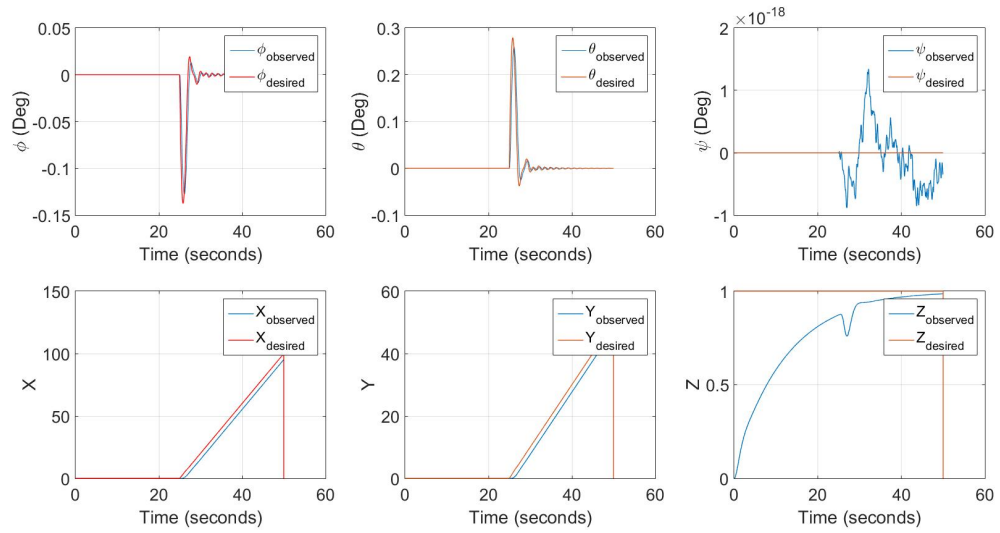 0.05
0
-0.05
-0.1
-0.15
0
20
40
60
ϕ (Deg)
Time (seconds)
ϕobserved
ϕdesired
0.3
0.2
0.1
0
-0.1
0
20
40
60
θ (Deg)
Time (seconds)
θobserved
θdesired
×10-18
2
1
0
-1
0
20
40
60
ψ (Deg)
Time (seconds)
ψobserved
ψdesired
150
100
50
0
0
20
40
60
X
Time (seconds)
Xobserved
Xdesired
60
40
20
0
0
20
40
60
Y
Time (seconds)
Yobserved
Ydesired
1
0.5
0
0
20
40
60
Z
Time (seconds)
Zobserved
Zdesired